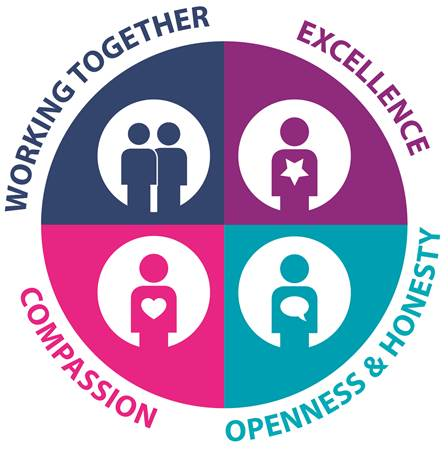 WORKING TOGETHER
EXCELLENCE
COMPASSION
OPENNESS & HONESTY